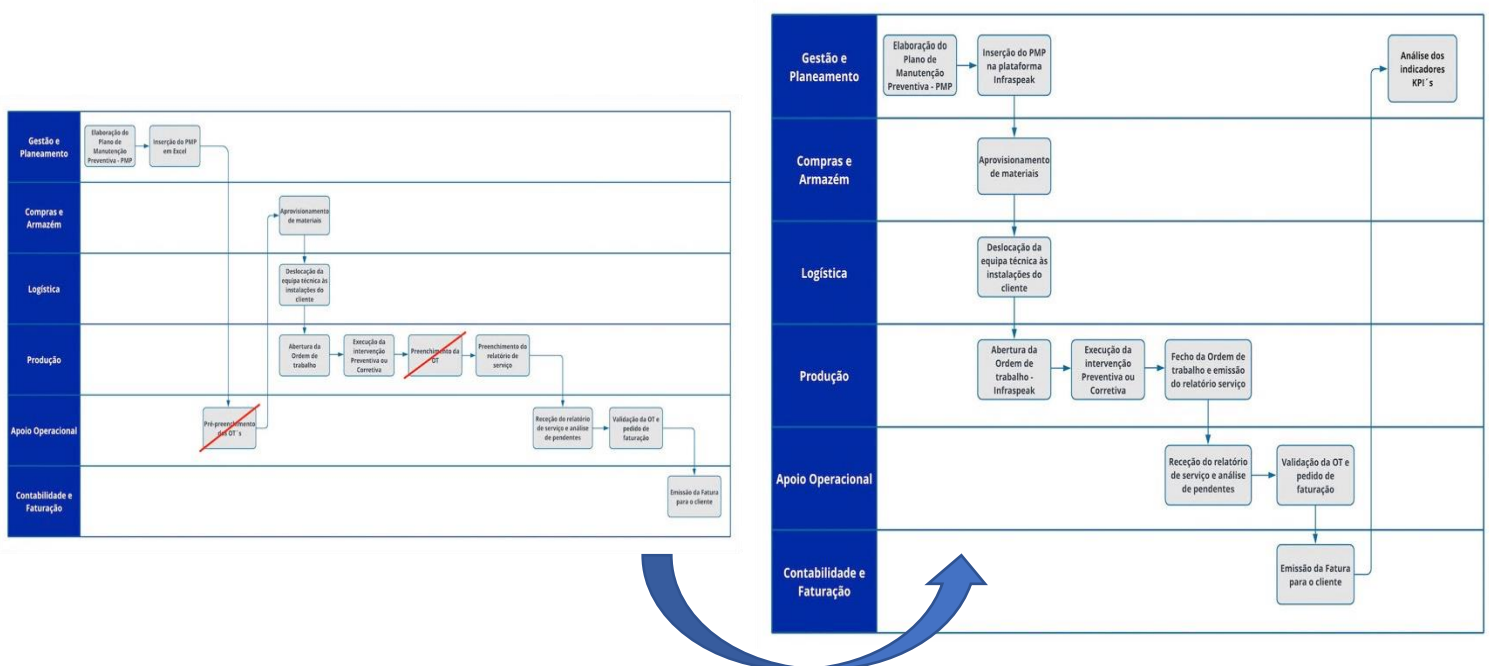 Gestão e
Planeamento
Elaboração do
Plano de
Manutenção
Preventiva - PMP
Inserção do PMP
em Excel
Compras e
Armazém
Aprovisionamento
de materiais
Logística
Deslocação da
equipa técnica às
instalações do
cliente
Produção
Abertura da
Ordem de
trabalho
Execução da
intervenção
Preventiva ou
Corretiva
Preenchimento da
OT
Preenchimento do
relatório de
serviço
Apoio Operacional
Pré-preenchimento
das OT´s
Receção do relatório
de serviço e análise
de pendentes
Validação da OT e
pedido de
faturação
Contabilidade e
Faturação
Emissão da Fatura
para o cliente
Gestão e
Planeamento
Elaboração do
Plano de
Manutenção
Preventiva - PMP
Inserção do PMP
na plataforma
Infraspeak
Análise dos
indicadores
KPI´s
Compras e
Armazém
Aprovisionamento
de materiais
Logística
Deslocação da
equipa técnica às
instalações do
cliente
Produção
Abertura da
Ordem de
trabalho -
Infraspeak
Execução da
intervenção
Preventiva ou
Corretiva
Fecho da Ordem de
trabalho e emissão
do relatório serviço
Apoio Operacional
Receção do relatório
de serviço e análise
de pendentes
Validação da OT e
pedido de
faturação
Contabilidade e
Faturação
Emissão da Fatura
para o cliente